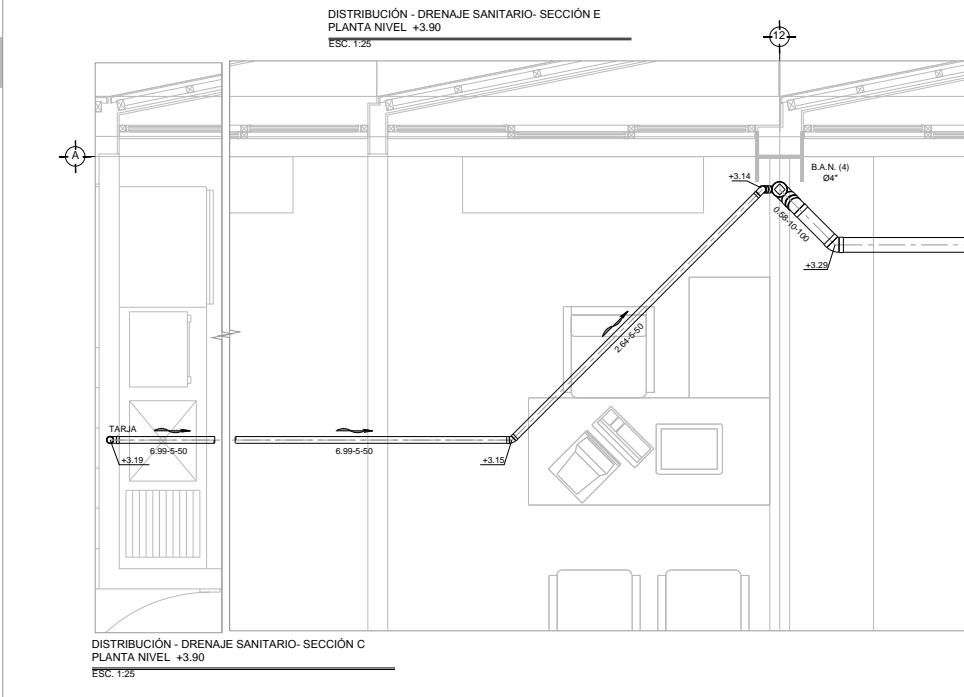 DISTRIBUCIÓN - DRENAJE SANITARIO- SECCIÓN E
PLANTA NIVEL +3.90
ESC. 1:25
12
A
B.A.N. (4)
Ø4"
+3.14
0.58-10-100
+3.29
2.64-5-50
TARJA
6.99-5-50
6.99-5-50
+3.19
+3.15
DISTRIBUCIÓN - DRENAJE SANITARIO- SECCIÓN C
PLANTA NIVEL +3.90
ESC. 1:25